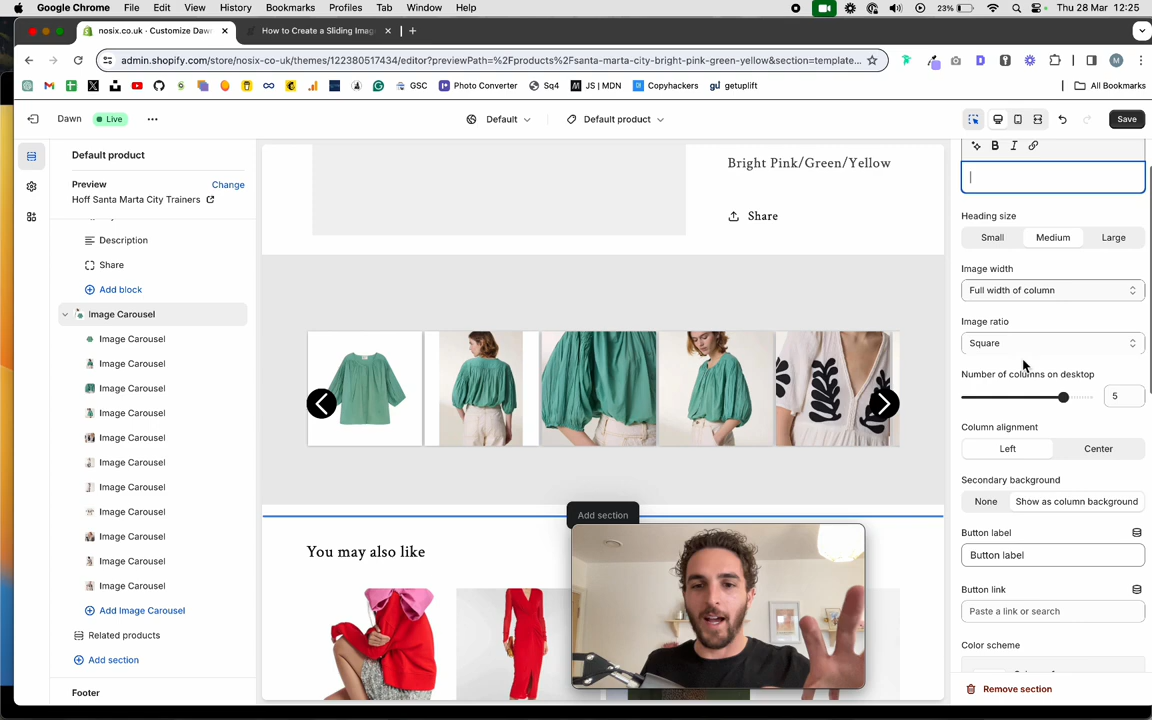 Google Chrome File Edit View History Bookmarks Profiles Tab Window Help 23% Thu 28 Mar 12:25
nosix.co.uk · Customize Dawn
How to Create a Sliding Image
admin.shopify.com/store/nosix-co-uk/themes/122380517434/editor?previewPath=%2Fproducts%2Fsanta-marta-city-bright-pink-green-yellow&section=template...
GSC Photo Converter Sq4 JS | MDN Copyhackers getuplift All Bookmarks
Dawn Live Default Default product Save
Default product
Preview Change
Hoff Santa Marta City Trainers
Description
Share
Add block
Image Carousel
Image Carousel
Image Carousel
Image Carousel
Image Carousel
Image Carousel
Image Carousel
Image Carousel
Image Carousel
Image Carousel
Image Carousel
Image Carousel
Add Image Carousel
Related products
Add section
Footer
Bright Pink/Green/Yellow
Share
Add section
You may also like
Heading size
Small Medium Large
Image width
Full width of column
Image ratio
Square
Number of columns on desktop
5
Column alignment
Left Center
Secondary background
None Show as column background
Button label
Button label
Button link
Paste a link or search
Color scheme
Remove section